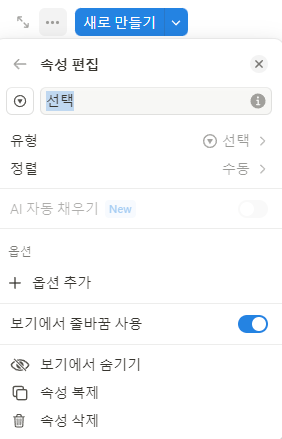 새로 만들기
속성 편집
선택
유형 선택
정렬 수동
AI 자동 채우기 New
옵션
옵션 추가
보기에서 줄바꿈 사용
보기에서 숨기기
속성 복제
속성 삭제